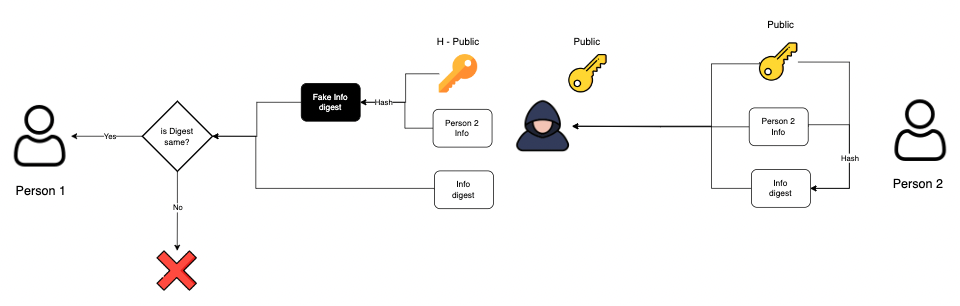 Public
H - Public
Public
Fake Info
digest
Hash
Person 2
Info
Person 2
Info
is Digest
same?
Yes
Hash
Person 1
Info
digest
Info
digest
Person 2
No